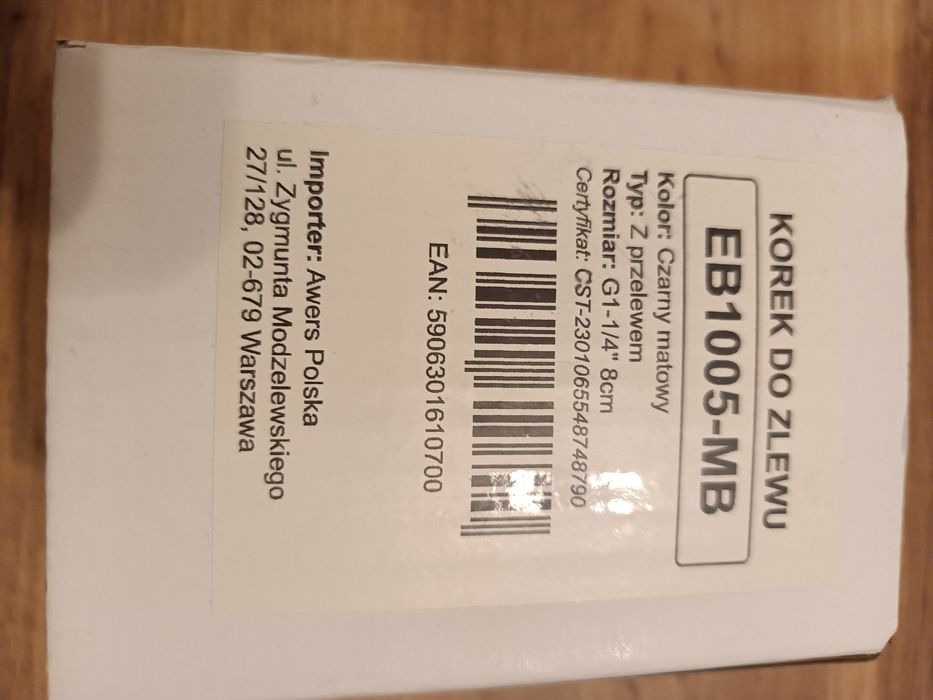 KOREK DO ZLEWU
EB1005-MB
Kolor: Czarny matowy
Typ: Z przelewem
Rozmiar: G1-1/4" 8cm
Certyfikat: CST-2301065548748790
EAN: 5906301610700
Importer: Awers Polska
ul. Zygmunta Modzelewskiego
27/128, 02-679 Warszawa